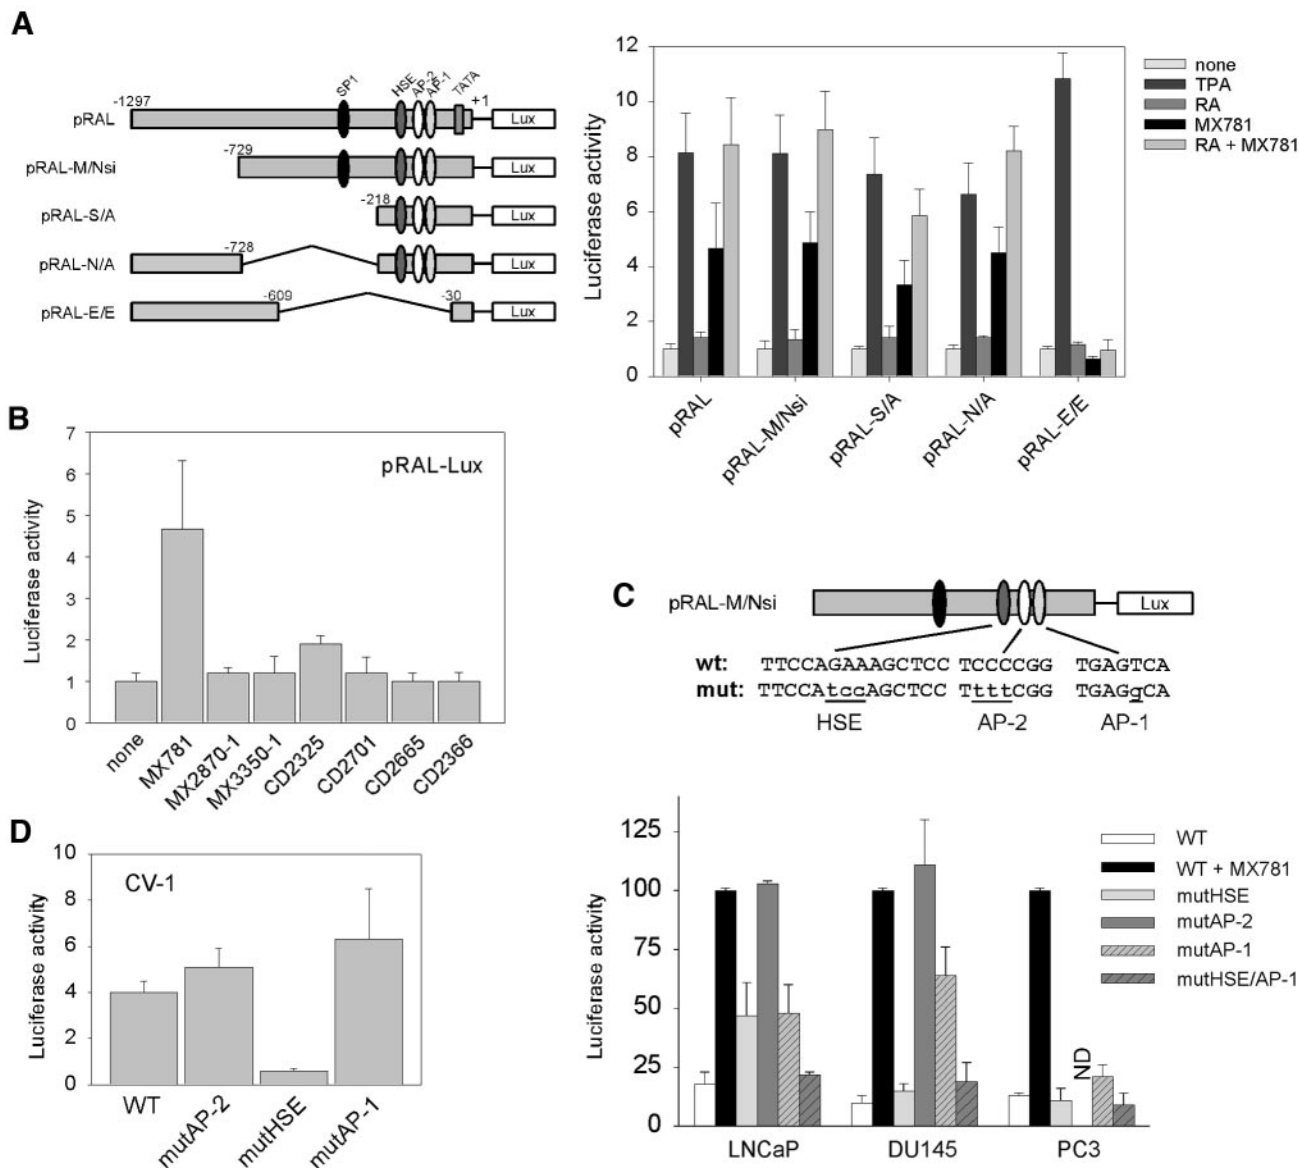 A
-1297
SP1
HSE
AP-2
AP-1
TATA
+1
pRAL
Lux
-729
pRAL-M/Nsi
Lux
-218
pRAL-S/A
Lux
-728
pRAL-N/A
Lux
-609
-30
pRAL-E/E
Lux
Luciferase activity
12
10
8
6
4
2
0
pRAL
pRAL-M/Nsi
pRAL-S/A
pRAL-N/A
pRAL-E/E
none
TPA
RA
MX781
RA + MX781
B
pRAL-Lux
Luciferase activity
7
6
5
4
3
2
1
0
none
MX781
MX2870-1
MX3350-1
CD2325
CD2701
CD2665
CD2366
C
pRAL-M/Nsi
Lux
wt: TTCCAGAAAGCTCC TCCCCGG TGAGTCA
mut: TTCCAtccAGCTCC TtttCGG TGAGgCA
HSE AP-2 AP-1
125
100
75
50
25
0
Luciferase activity
ND
LNCaP
DU145
PC3
WT
WT + MX781
mutHSE
mutAP-2
mutAP-1
mutHSE/AP-1
D
CV-1
Luciferase activity
10
8
6
4
2
0
WT
mutAP-2
mutHSE
mutAP-1